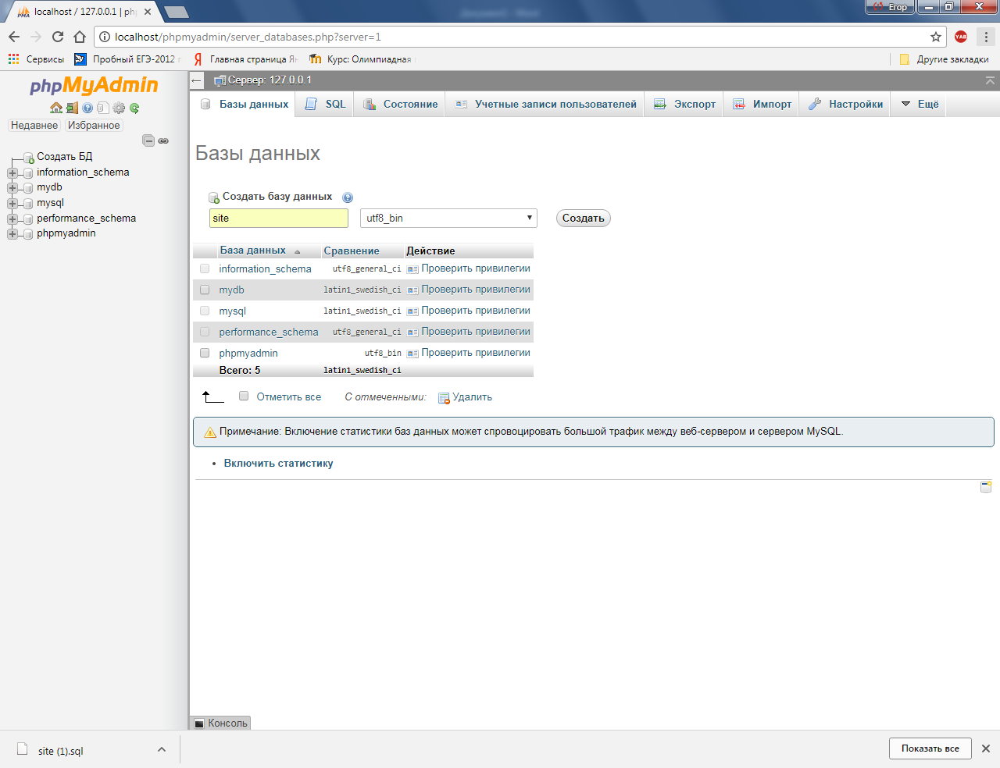 localhost / 127.0.0.1 | ph
Егор
localhost/phpmyadmin/server_databases.php?server=1
Сервисы
Пробный ЕГЭ-2012
Главная страница Ян
Курс: Олимпиадная
Другие закладки
phpMyAdmin
Недавнее Избранное
Создать БД
information_schema
mydb
mysql
performance_schema
phpmyadmin
Сервер: 127.0.0.1
Базы данных SQL Состояние Учетные записи пользователей Экспорт Импорт Настройки Ещё
Базы данных
Создать базу данных
site utf8_bin Создать
База данных Сравнение Действие
information_schema utf8_general_ci Проверить привилегии
mydb latin1_swedish_ci Проверить привилегии
mysql latin1_swedish_ci Проверить привилегии
performance_schema utf8_general_ci Проверить привилегии
phpmyadmin utf8_bin Проверить привилегии
Всего: 5 latin1_swedish_ci
Отметить все С отмеченными: Удалить
Примечание: Включение статистики баз данных может спровоцировать большой трафик между веб-сервером и сервером MySQL.
Включить статистику
Консоль
site (1).sql
Показать все